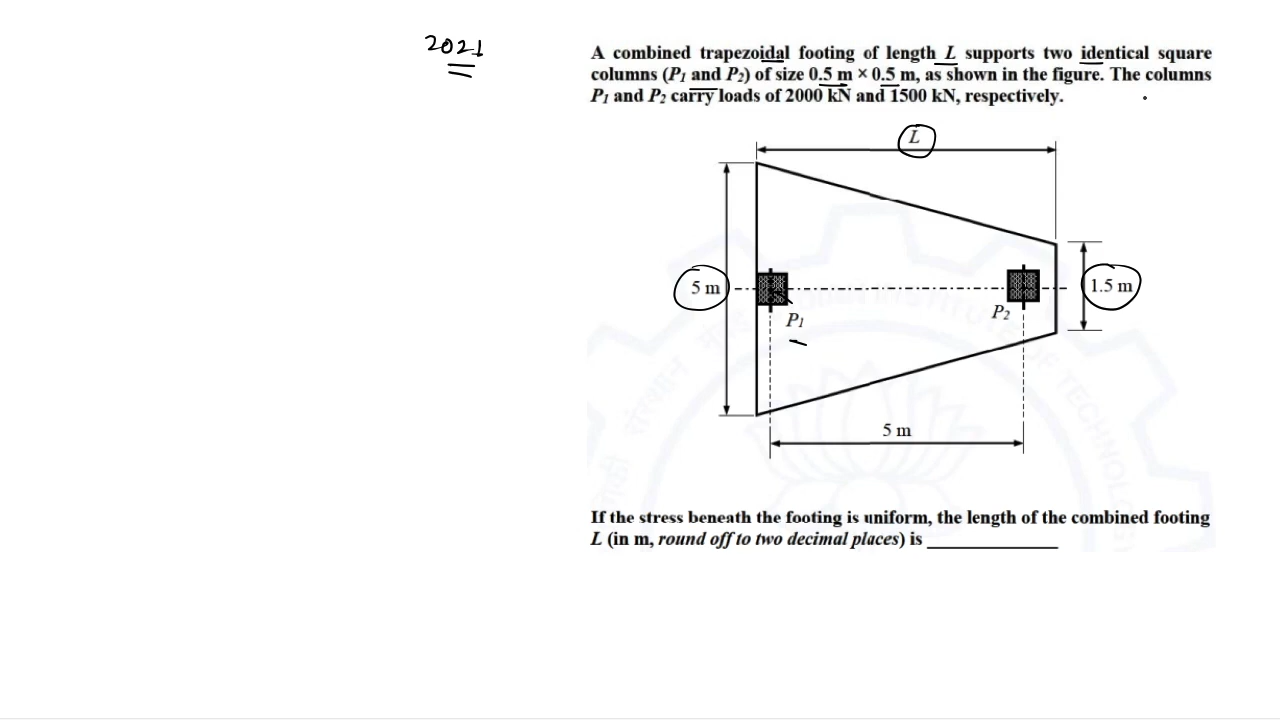 2021
A combined trapezoidal footing of length L supports two identical square
columns (P1 and P2) of size 0.5 m × 0.5 m, as shown in the figure. The columns
P1 and P2 carry loads of 2000 kN and 1500 kN, respectively.
L
5 m
1.5 m
P1
P2
5 m
If the stress beneath the footing is uniform, the length of the combined footing
L (in m, round off to two decimal places) is ______________